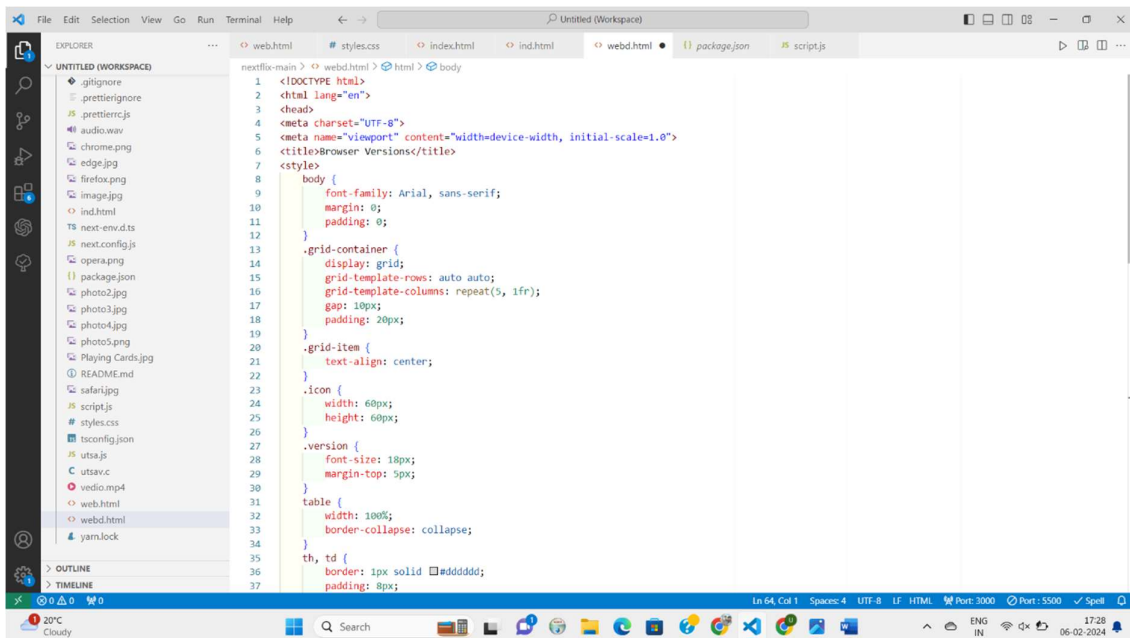 File Edit Selection View Go Run Terminal Help
Untitled (Workspace)
EXPLORER
UNTITLED (WORKSPACE)
.gitignore
.prettierignore
.prettierrc.js
audio.wav
chrome.png
edge.jpg
firefox.png
image.jpg
ind.html
next-env.d.ts
next.config.js
opera.png
package.json
photo2.jpg
photo3.jpg
photo4.jpg
photo5.png
Playing Cards.jpg
README.md
safari.jpg
script.js
styles.css
tsconfig.json
utsa.js
utsav.c
vedio.mp4
web.html
webd.html
yarn.lock
OUTLINE
TIMELINE
web.html styles.css index.html ind.html webd.html package.json script.js
nextflix-main > webd.html > html > body
1 <!DOCTYPE html>
2 <html lang="en">
3 <head>
4 <meta charset="UTF-8">
5 <meta name="viewport" content="width=device-width, initial-scale=1.0">
6 <title>Browser Versions</title>
7 <style>
8 body {
9 font-family: Arial, sans-serif;
10 margin: 0;
11 padding: 0;
12 }
13 .grid-container {
14 display: grid;
15 grid-template-rows: auto auto;
16 grid-template-columns: repeat(5, 1fr);
17 gap: 10px;
18 padding: 20px;
19 }
20 .grid-item {
21 text-align: center;
22 }
23 .icon {
24 width: 60px;
25 height: 60px;
26 }
27 .version {
28 font-size: 18px;
29 margin-top: 5px;
30 }
31 table {
32 width: 100%;
33 border-collapse: collapse;
34 }
35 th, td {
36 border: 1px solid #dddddd;
37 padding: 8px;
0 0 0 Ln 64, Col 1 Spaces: 4 UTF-8 LF HTML Port: 3000 Port : 5500 Spell
20°C
Cloudy
Search
ENG
IN
17:28
06-02-2024